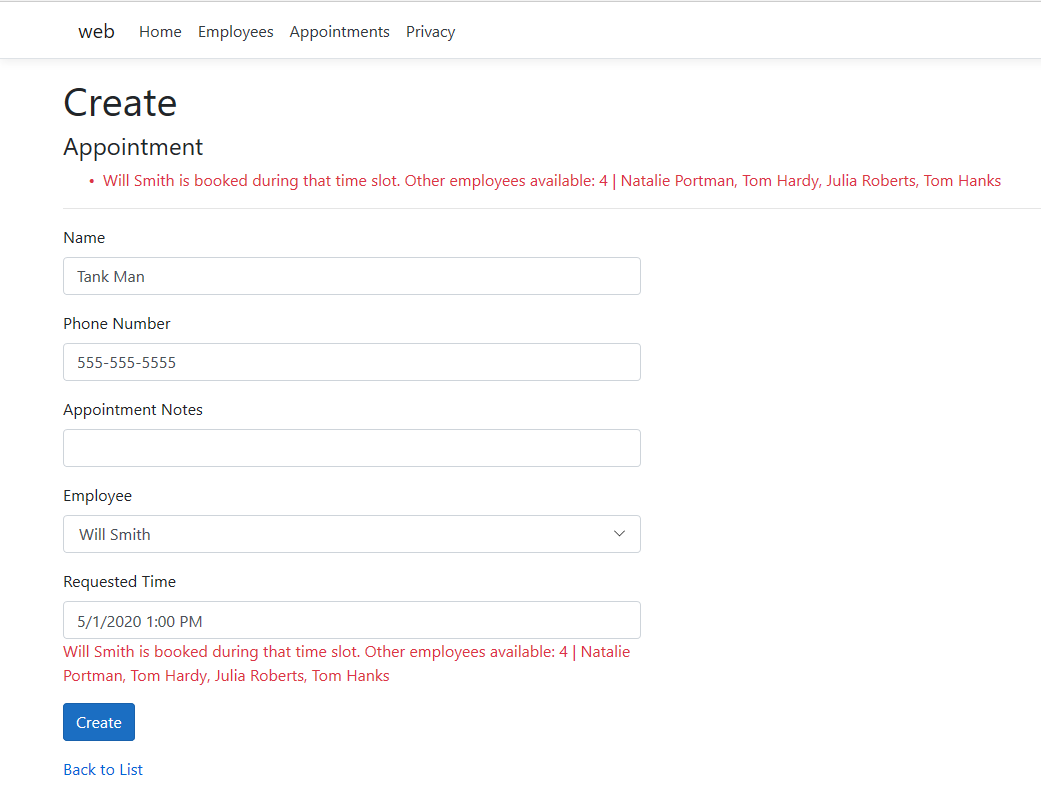 web Home Employees Appointments Privacy
Create
Appointment
• Will Smith is booked during that time slot. Other employees available: 4 | Natalie Portman, Tom Hardy, Julia Roberts, Tom Hanks
Name
Tank Man
Phone Number
555-555-5555
Appointment Notes
Employee
Will Smith
Requested Time
5/1/2020 1:00 PM
Will Smith is booked during that time slot. Other employees available: 4 | Natalie
Portman, Tom Hardy, Julia Roberts, Tom Hanks
Create
Back to List